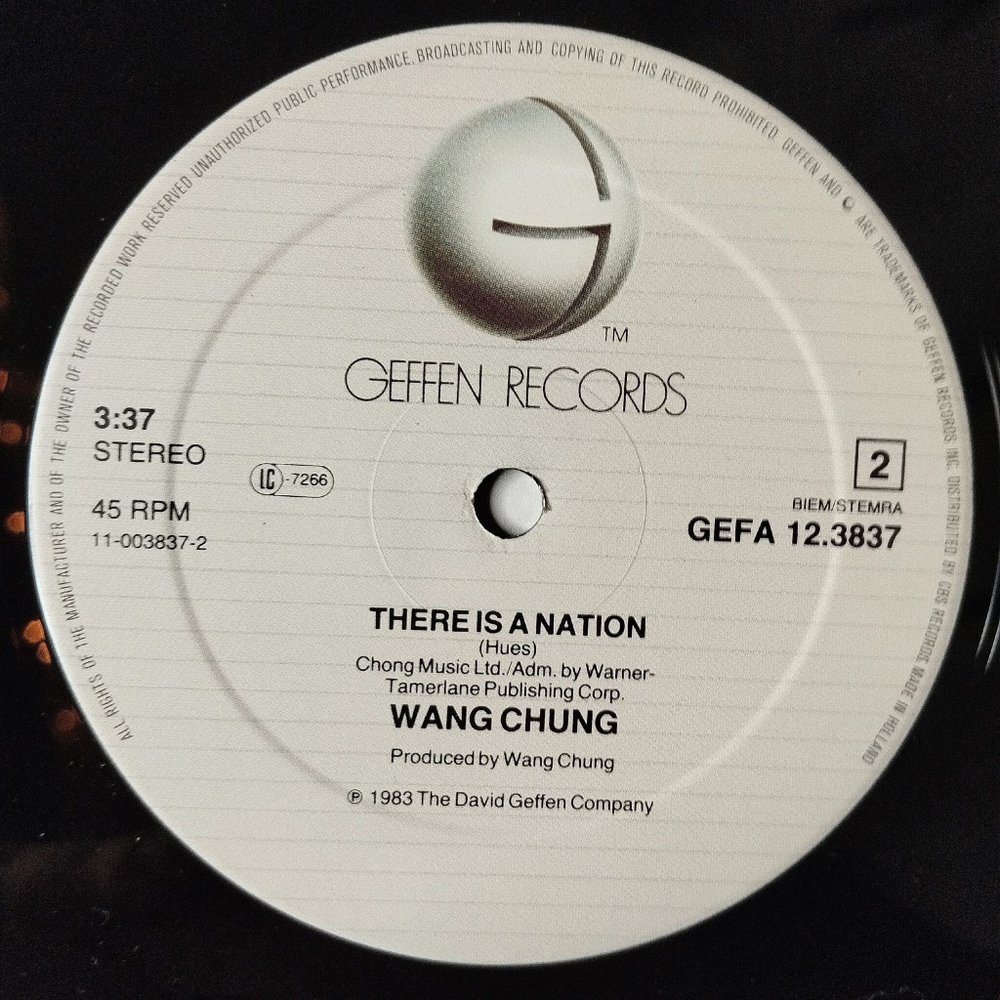 ALL RIGHTS OF THE MANUFACTURER AND OF THE OWNER OF THE RECORDED WORK RESERVED UNAUTHORIZED PUBLIC PERFORMANCE, BROADCASTING AND COPYING OF THIS RECORD PROHIBITED. GEFFEN AND G ARE TRADEMARKS OF GEFFEN RECORDS INC. DISTRIBUTED BY CBS RECORDS. MADE IN HOLLAND
TM
GEFFEN RECORDS
3:37
STEREO
LC-7266
45 RPM
11-003837-2
2
BIEM/STEMRA
GEFA 12.3837
THERE IS A NATION
(Hues)
Chong Music Ltd./Adm. by Warner-
Tamerlane Publishing Corp.
WANG CHUNG
Produced by Wang Chung
℗ 1983 The David Geffen Company